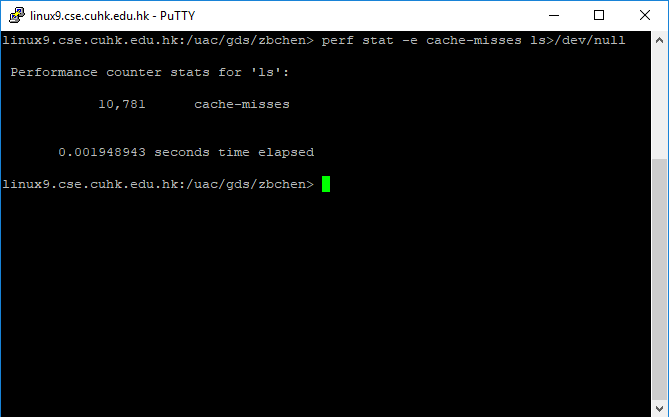 linux9.cse.cuhk.edu.hk - PuTTY
linux9.cse.cuhk.edu.hk:/uac/gds/zbchen> perf stat -e cache-misses ls>/dev/null
Performance counter stats for 'ls':
10,781 cache-misses
0.001948943 seconds time elapsed
linux9.cse.cuhk.edu.hk:/uac/gds/zbchen>